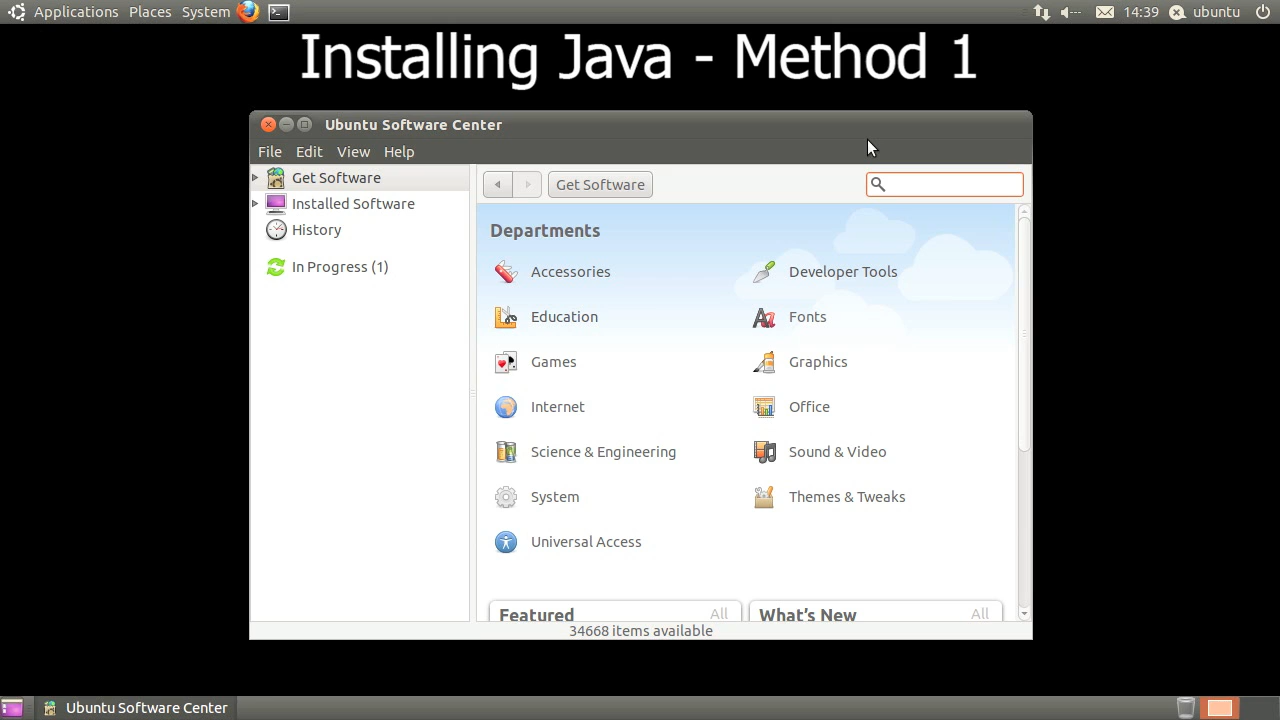 Applications Places System 14:39 ubuntu
Installing Java - Method 1
Ubuntu Software Center
File Edit View Help
Get Software
Installed Software
History
In Progress (1)
Get Software
Departments
Accessories
Developer Tools
Education
Fonts
Games
Graphics
Internet
Office
Science & Engineering
Sound & Video
System
Themes & Tweaks
Universal Access
Featured All
What's New All
34668 items available
Ubuntu Software Center